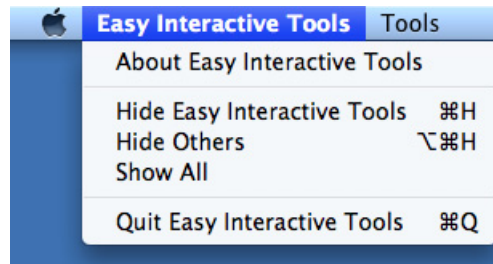 Easy Interactive Tools Tools
About Easy Interactive Tools
Hide Easy Interactive Tools ⌘H
Hide Others ⌥⌘H
Show All
Quit Easy Interactive Tools ⌘Q